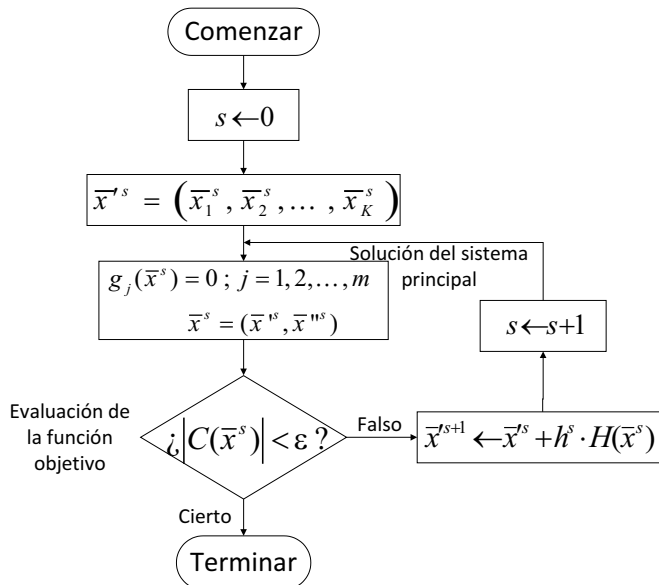 Comenzar
s ← 0
x̅'ˢ = (x̅₁ˢ, x̅₂ˢ, … , x̅_Kˢ)
Solución del sistema
principal
g_j(x̅ˢ) = 0 ; j = 1, 2, …, m
x̅ˢ = (x̅'ˢ, x̅''ˢ)
s ← s+1
Evaluación de
la función
objetivo
¿|C(x̅ˢ)| < ε ?
Falso
x̅'ˢ⁺¹ ← x̅'ˢ + hˢ · H(x̅ˢ)
Cierto
Terminar